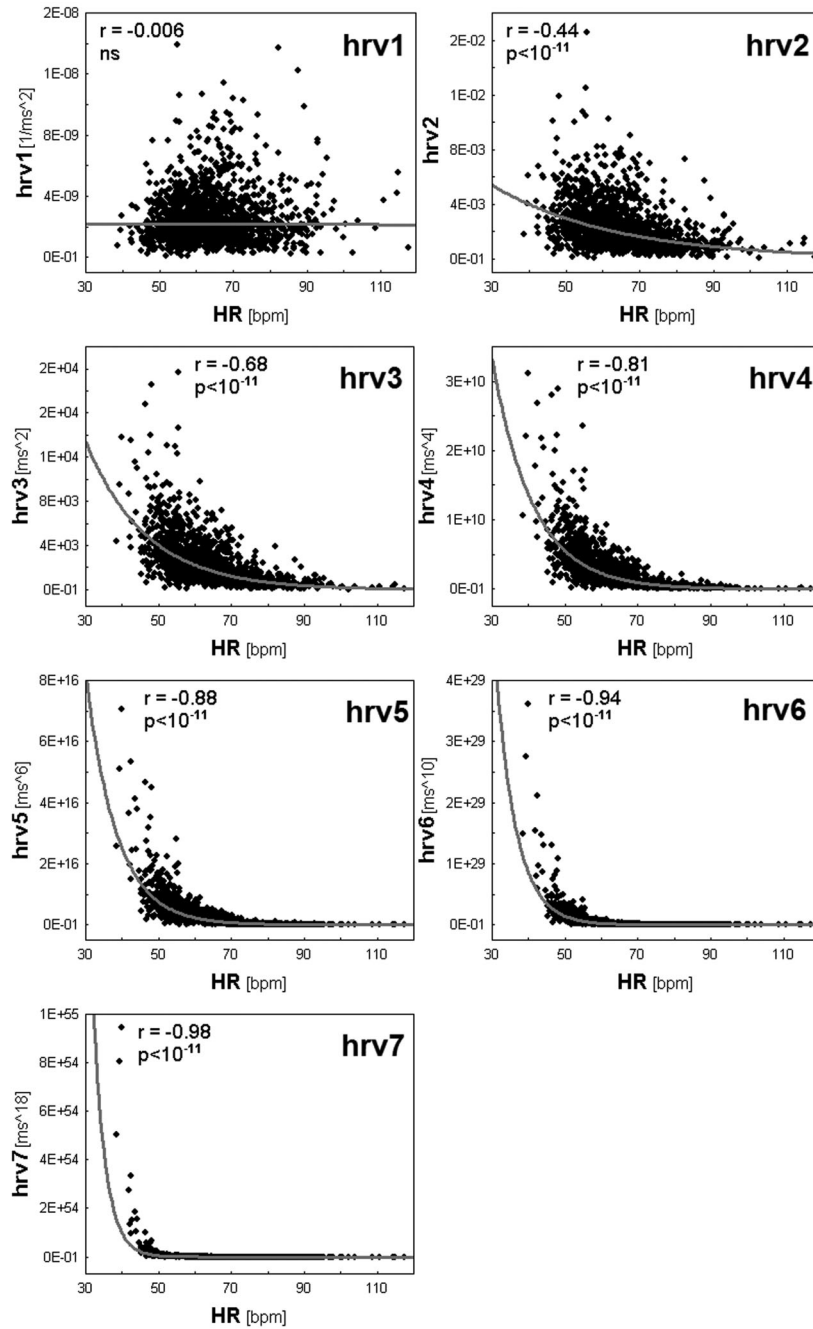 r = -0.006
ns
hrv1
2E-08
1E-08
8E-09
4E-09
0E-01
hrv1 [1/ms^2]
30 50 70 90 110
HR [bpm]
r = -0.44
p<10-11
hrv2
2E-02
1E-02
8E-03
4E-03
0E-01
hrv2
30 50 70 90 110
HR [bpm]
r = -0.68
p<10-11
hrv3
2E+04
2E+04
1E+04
8E+03
4E+03
0E-01
hrv3 [ms^2]
30 50 70 90 110
HR [bpm]
r = -0.81
p<10-11
hrv4
3E+10
2E+10
1E+10
0E-01
hrv4 [ms^4]
30 50 70 90 110
HR [bpm]
r = -0.88
p<10-11
hrv5
8E+16
6E+16
4E+16
2E+16
0E-01
hrv5 [ms^6]
30 50 70 90 110
HR [bpm]
r = -0.94
p<10-11
hrv6
4E+29
3E+29
2E+29
1E+29
0E-01
hrv6 [ms^10]
30 50 70 90 110
HR [bpm]
r = -0.98
p<10-11
hrv7
1E+55
8E+54
6E+54
4E+54
2E+54
0E-01
hrv7 [ms^18]
30 50 70 90 110
HR [bpm]